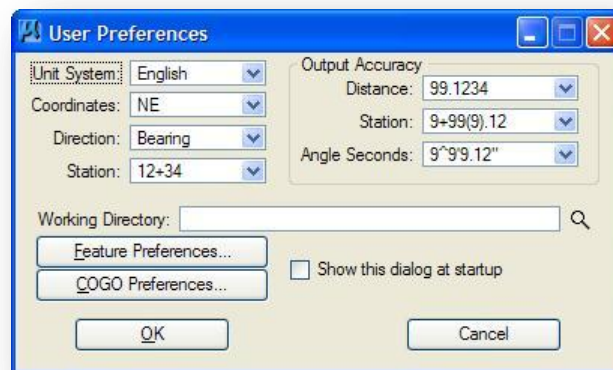 User Preferences
Unit System: English
Coordinates: NE
Direction: Bearing
Station: 12+34
Output Accuracy
Distance: 99.1234
Station: 9+99(9).12
Angle Seconds: 9^9'9.12"
Working Directory:
Feature Preferences...
COGO Preferences...
Show this dialog at startup
OK
Cancel